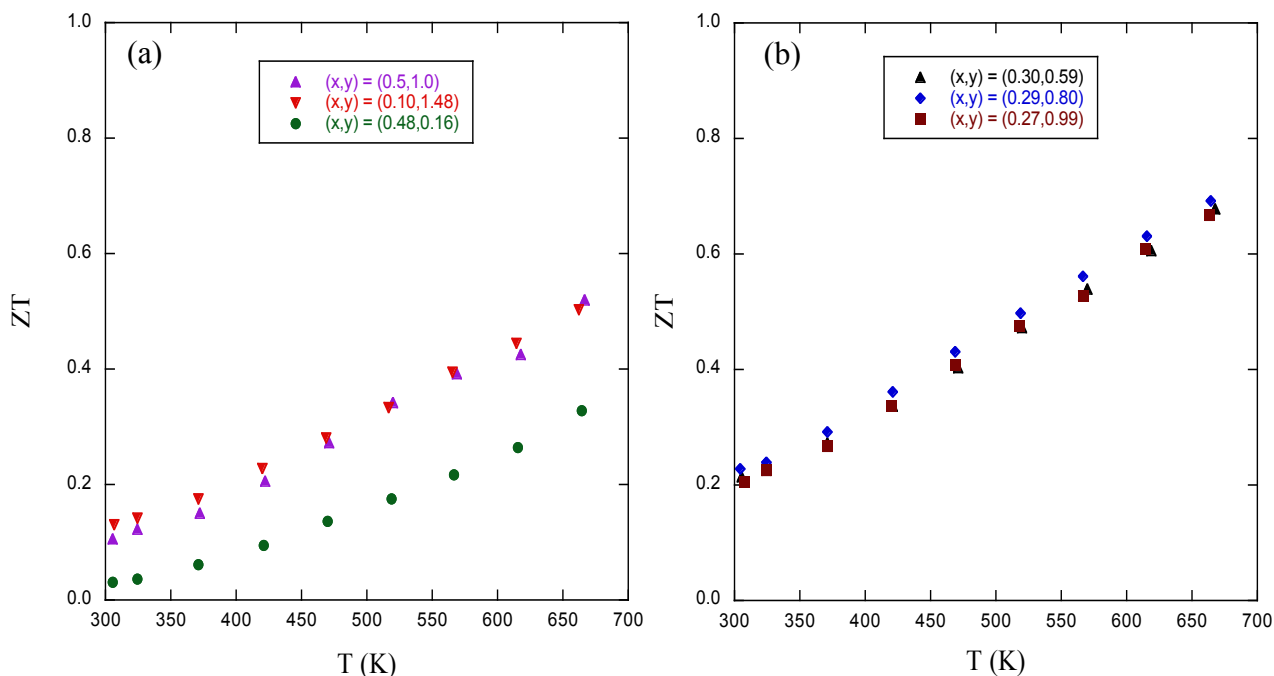 (a)
(x,y) = (0.5,1.0)
(x,y) = (0.10,1.48)
(x,y) = (0.48,0.16)
1.0
0.8
0.6
0.4
0.2
0.0
ZT
300 350 400 450 500 550 600 650 700
T (K)
(b)
(x,y) = (0.30,0.59)
(x,y) = (0.29,0.80)
(x,y) = (0.27,0.99)
1.0
0.8
0.6
0.4
0.2
0.0
ZT
300 350 400 450 500 550 600 650 700
T (K)